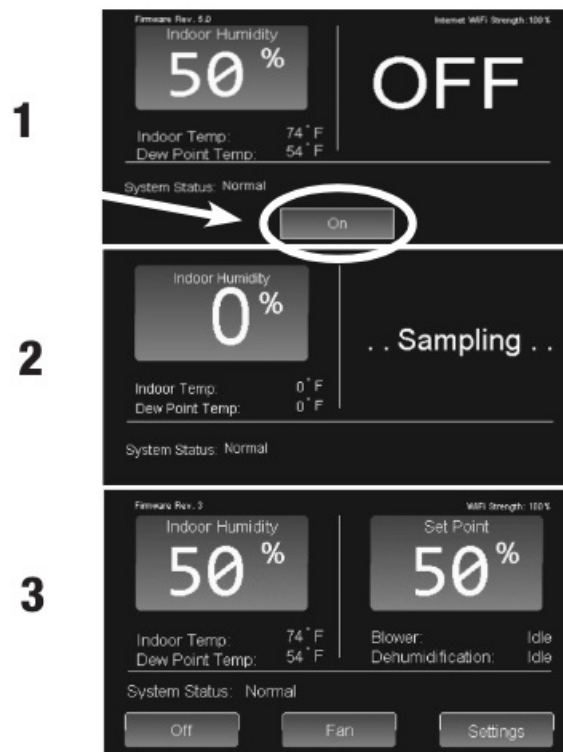 1
Firmware Rev. 5.0
Internet WiFi Strength: 100%
Indoor Humidity
50 %
OFF
Indoor Temp: 74°F
Dew Point Temp: 54°F
System Status: Normal
On
2
Indoor Humidity
0 %
. . Sampling . .
Indoor Temp: 0°F
Dew Point Temp: 0°F
System Status: Normal
3
Firmware Rev. 3
WiFi Strength: 100%
Indoor Humidity
50 %
Set Point
50 %
Indoor Temp: 74°F
Dew Point Temp: 54°F
Blower: Idle
Dehumidification: Idle
System Status: Normal
Off
Fan
Settings